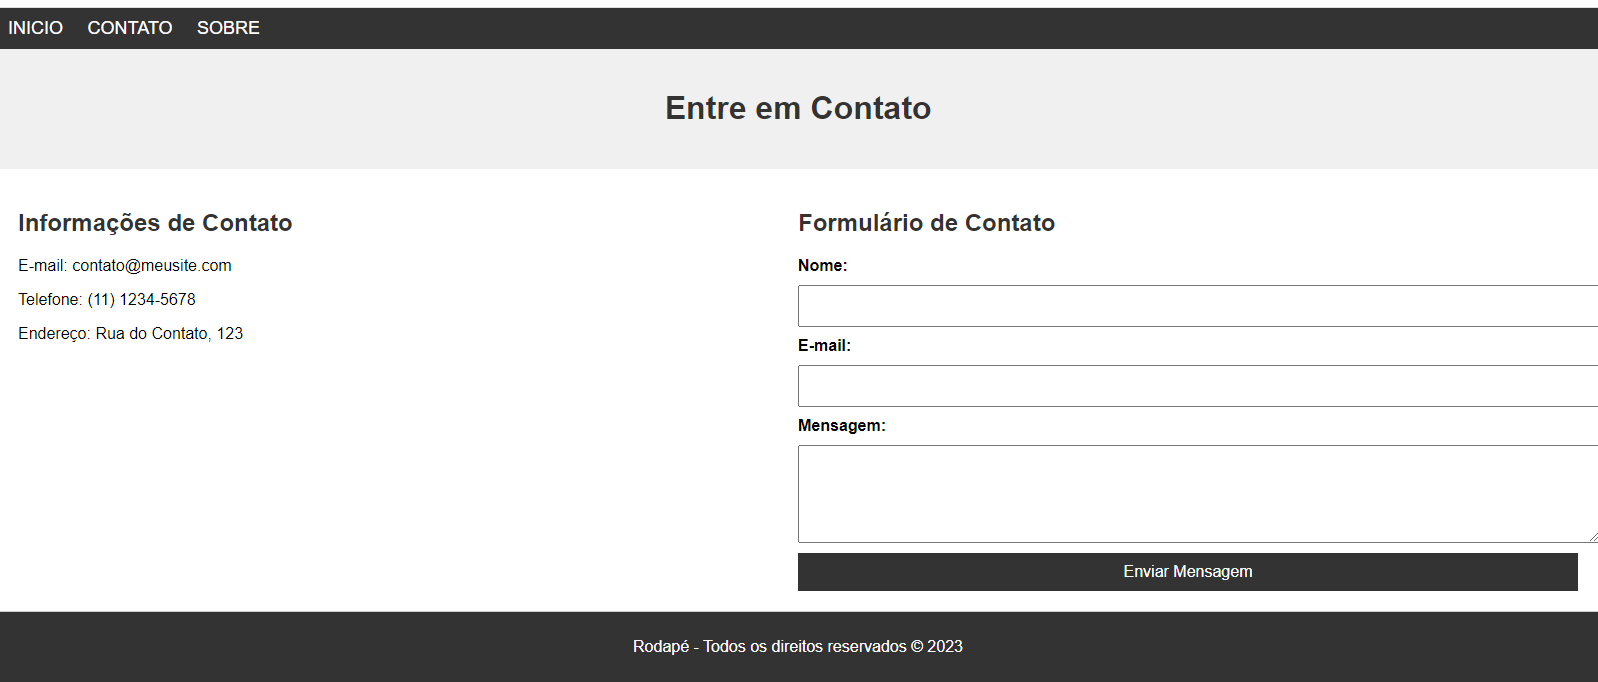 INICIO CONTATO SOBRE
Entre em Contato
Informações de Contato
E-mail: contato@meusite.com
Telefone: (11) 1234-5678
Endereço: Rua do Contato, 123
Formulário de Contato
Nome:
E-mail:
Mensagem:
Enviar Mensagem
Rodapé - Todos os direitos reservados © 2023